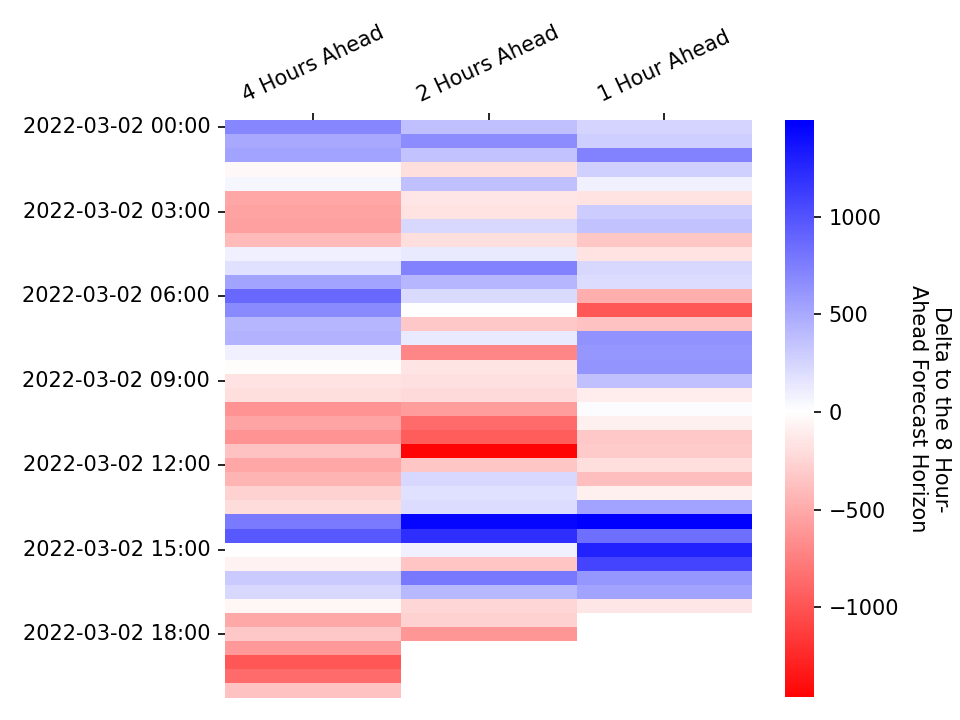 4 Hours Ahead
2 Hours Ahead
1 Hour Ahead
2022-03-02 00:00
2022-03-02 03:00
2022-03-02 06:00
2022-03-02 09:00
2022-03-02 12:00
2022-03-02 15:00
2022-03-02 18:00
1000
500
0
−500
−1000
Delta to the 8 Hour-
Ahead Forecast Horizon